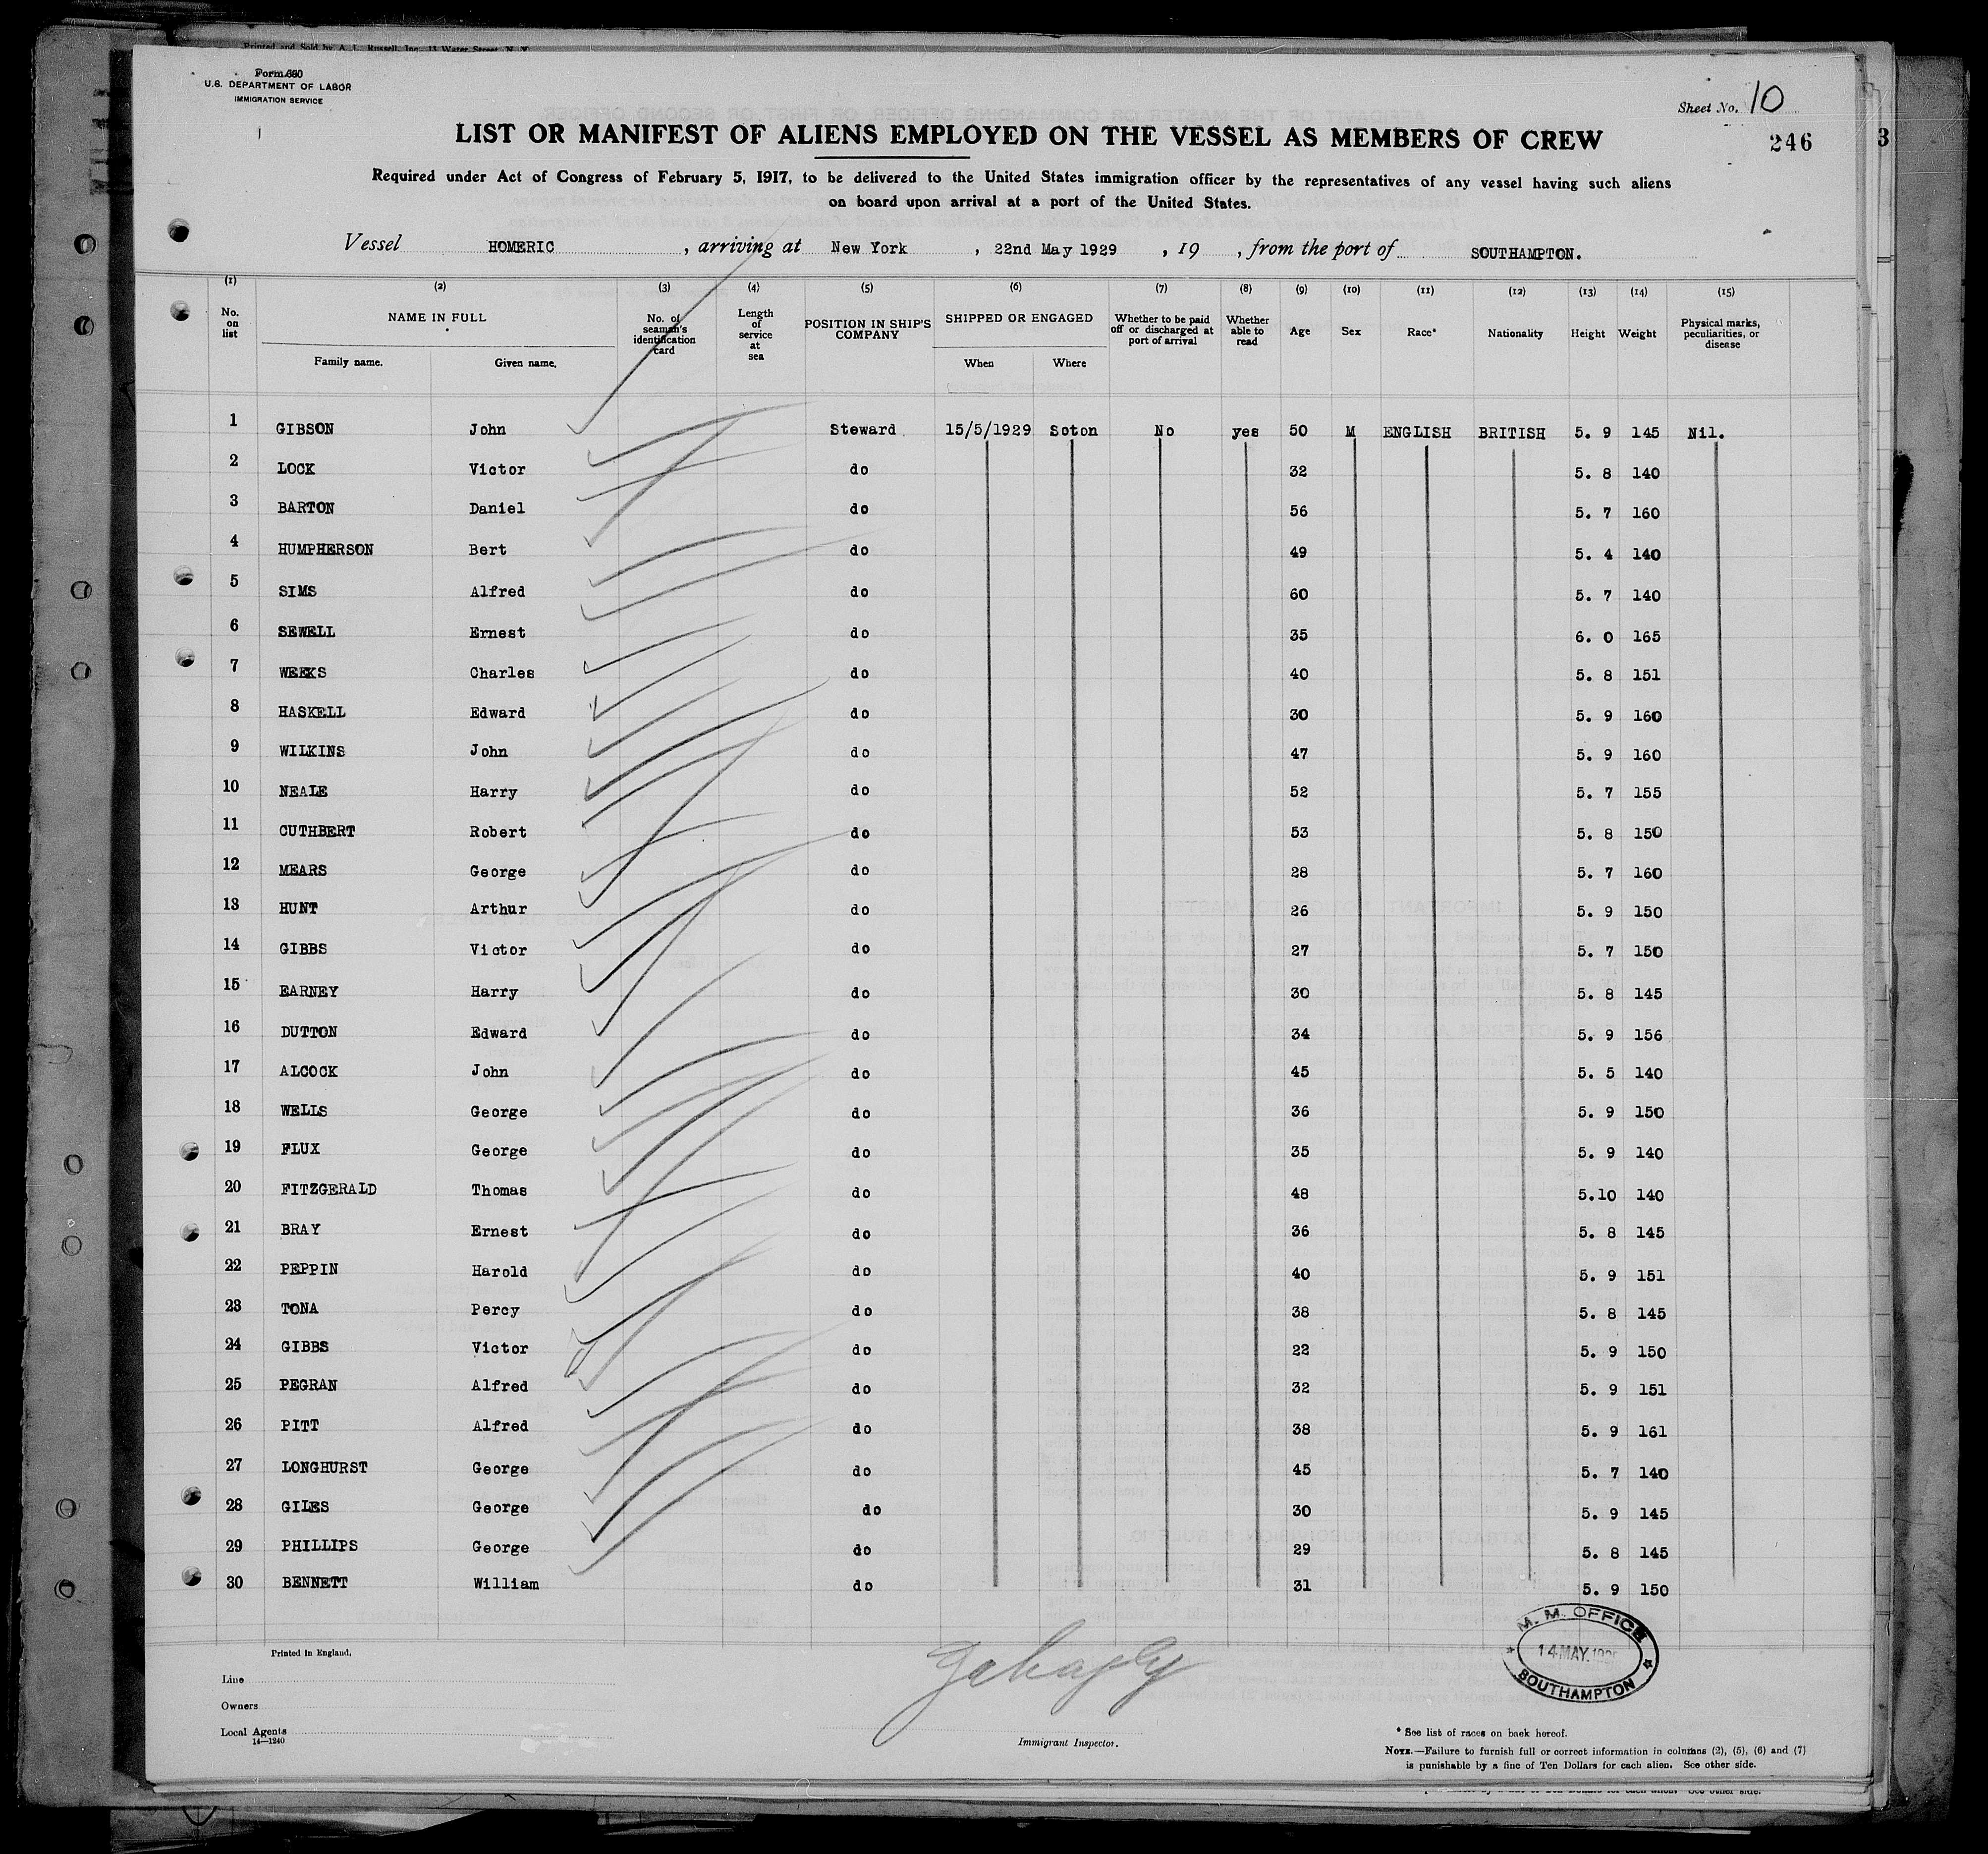 Printed and Sold by A. L. Russell, Inc., 13 Water Street, N. Y.
Form 680
U.S. DEPARTMENT OF LABOR
IMMIGRATION SERVICE
Sheet No. 10
LIST OR MANIFEST OF ALIENS EMPLOYED ON THE VESSEL AS MEMBERS OF CREW
246
3
Required under Act of Congress of February 5, 1917, to be delivered to the United States immigration officer by the representatives of any vessel having such aliens
on board upon arrival at a port of the United States.
Vessel HOMERIC, arriving at New York, 22nd May 1929, 19 , from the port of SOUTHAMPTON.
(1) (2) (3) (4) (5) (6) (7) (8) (9) (10) (11) (12) (13) (14) (15)
No. on list NAME IN FULL No. of seaman's identification card Length of service at sea POSITION IN SHIP'S COMPANY SHIPPED OR ENGAGED Whether to be paid off or discharged at port of arrival Whether able to read Age Sex Race* Nationality Height Weight Physical marks, peculiarities, or disease
Family name. Given name. When Where
1 GIBSON John Steward 15/5/1929 Soton No yes 50 M ENGLISH BRITISH 5. 9 145 Nil.
2 LOCK Victor do 32 5. 8 140
3 BARTON Daniel do 56 5. 7 160
4 HUMPHERSON Bert do 49 5. 4 140
5 SIMS Alfred do 60 5. 7 140
6 SEWELL Ernest do 35 6. 0 165
7 WEEKS Charles do 40 5. 8 151
8 HASKELL Edward do 30 5. 9 160
9 WILKINS John do 47 5. 9 160
10 NEALE Harry do 52 5. 7 155
11 CUTHBERT Robert do 53 5. 8 150
12 MEARS George do 28 5. 7 160
13 HUNT Arthur do 26 5. 9 150
14 GIBBS Victor do 27 5. 7 150
15 EARNEY Harry do 30 5. 8 145
16 DUTTON Edward do 34 5. 9 156
17 ALCOCK John do 45 5. 5 140
18 WELLS George do 36 5. 9 150
19 FLUX George do 35 5. 9 140
20 FITZGERALD Thomas do 48 5.10 140
21 BRAY Ernest do 36 5. 8 145
22 PEPPIN Harold do 40 5. 9 151
23 TONA Percy do 38 5. 8 145
24 GIBBS Victor do 22 5. 9 150
25 PEGRAN Alfred do 32 5. 9 151
26 PITT Alfred do 38 5. 9 161
27 LONGHURST George do 45 5. 7 140
28 GILES George do 30 5. 9 145
29 PHILLIPS George do 29 5. 8 145
30 BENNETT William do 31 5. 9 150
M. M. OFFICE
14 MAY
SOUTHAMPTON
Printed in England.
Line
Owners
Local Agents
14—1240
Immigrant Inspector.
* See list of races on back hereof.
NOTE.—Failure to furnish full or correct information in columns (2), (5), (6) and (7)
is punishable by a fine of Ten Dollars for each alien. See other side.